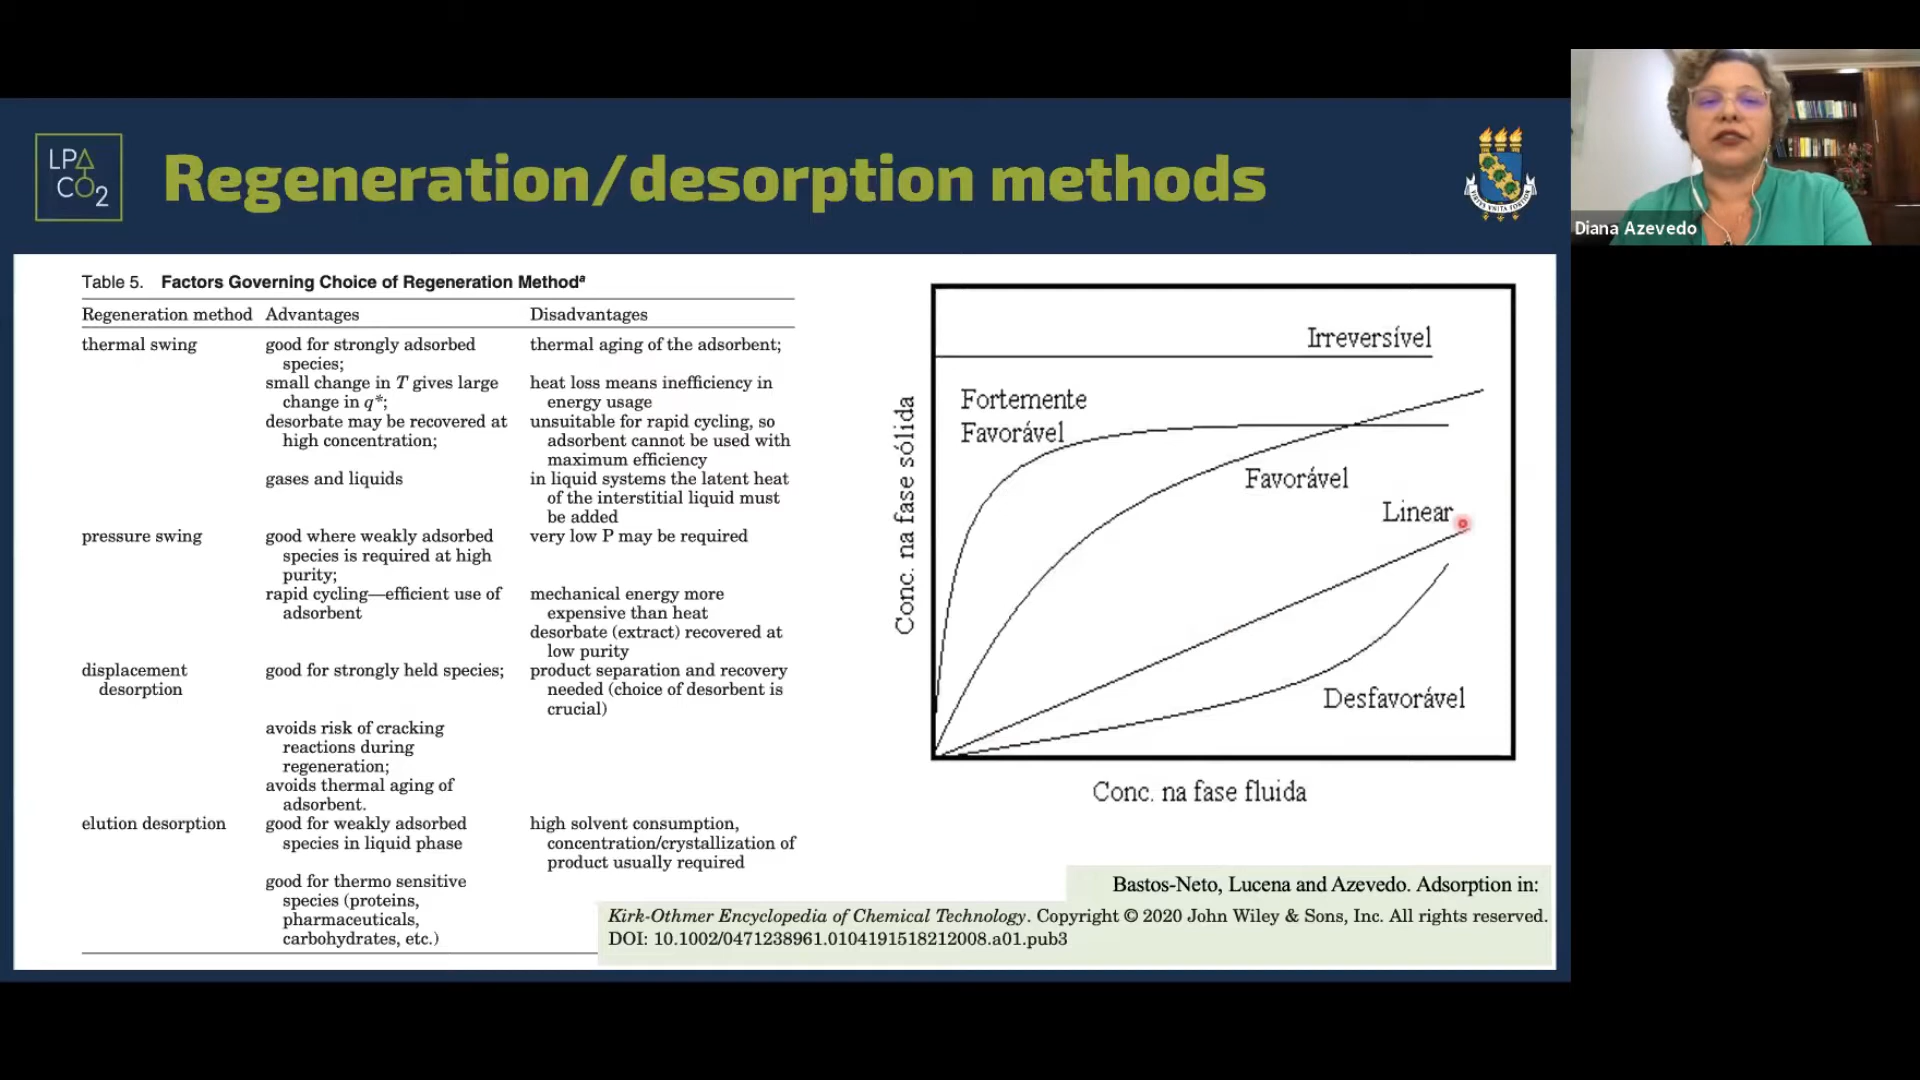 LPA
CO2
Regeneration/desorption methods
VIRTUS UNITA FORTIOR
Diana Azevedo
Table 5. Factors Governing Choice of Regeneration Methodª
Regeneration method Advantages Disadvantages
thermal swing good for strongly adsorbed thermal aging of the adsorbent;
species;
small change in T gives large heat loss means inefficiency in
change in q*; energy usage
desorbate may be recovered at unsuitable for rapid cycling, so
high concentration; adsorbent cannot be used with
maximum efficiency
gases and liquids in liquid systems the latent heat
of the interstitial liquid must
be added
pressure swing good where weakly adsorbed very low P may be required
species is required at high
purity;
rapid cycling—efficient use of mechanical energy more
adsorbent expensive than heat
desorbate (extract) recovered at
low purity
displacement good for strongly held species; product separation and recovery
desorption needed (choice of desorbent is
crucial)
avoids risk of cracking
reactions during
regeneration;
avoids thermal aging of
adsorbent.
elution desorption good for weakly adsorbed high solvent consumption,
species in liquid phase concentration/crystallization of
product usually required
good for thermo sensitive
species (proteins,
pharmaceuticals,
carbohydrates, etc.)
Conc. na fase sólida
Irreversível
Fortemente
Favorável
Favorável
Linear
Desfavorável
Conc. na fase fluida
Bastos-Neto, Lucena and Azevedo. Adsorption in:
Kirk-Othmer Encyclopedia of Chemical Technology. Copyright © 2020 John Wiley & Sons, Inc. All rights reserved.
DOI: 10.1002/0471238961.0104191518212008.a01.pub3